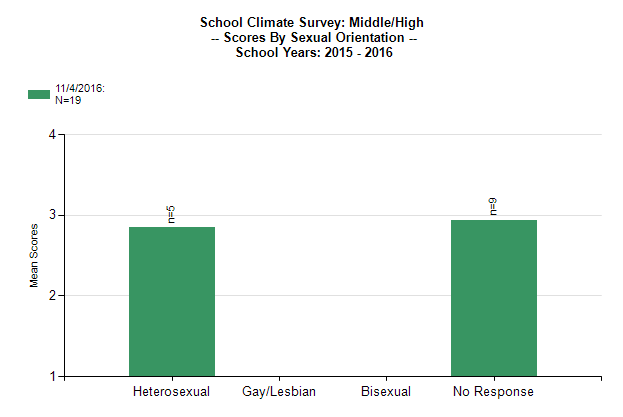 School Climate Survey: Middle/High
-- Scores By Sexual Orientation --
School Years: 2015 - 2016
11/4/2016:
N=19
4
3
2
1
Mean Scores
n=5
n=9
Heterosexual
Gay/Lesbian
Bisexual
No Response